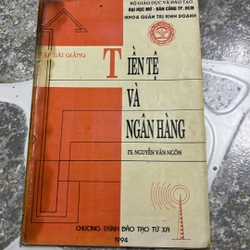 BỘ GIÁO DỤC VÀ ĐÀO TẠO
ĐẠI HỌC MỞ - BÁN CÔNG TP. HCM
KHOA QUẢN TRỊ KINH DOANH
TẬP BÀI GIẢNG
TIỀN TỆ
VÀ
NGÂN HÀNG
TS. NGUYỄN VĂN NGÔN
CHƯƠNG TRÌNH ĐÀO TẠO TỪ XA
1994